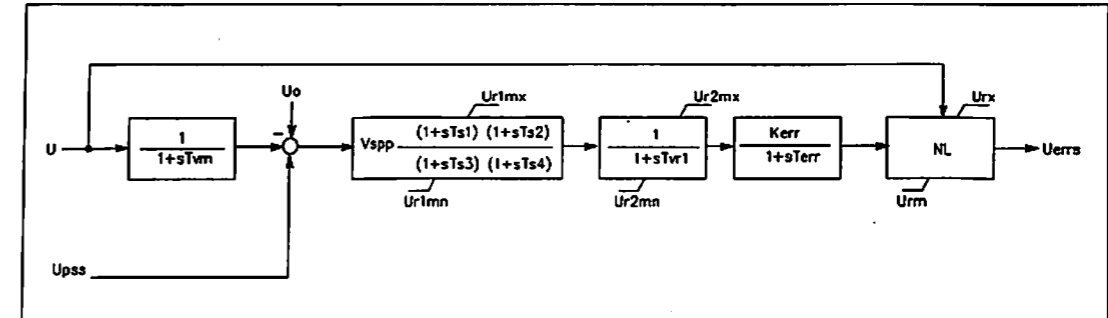 Uo
Ur1mx
Ur2mx
Urx
U
1
1+sTvm
-
Vspp
(1+sTs1) (1+sTs2)
(1+sTs3) (1+sTs4)
1
1+sTvr1
Kerr
1+sTerr
NL
Uerrs
Ur1mn
Ur2mn
Urm
Upss